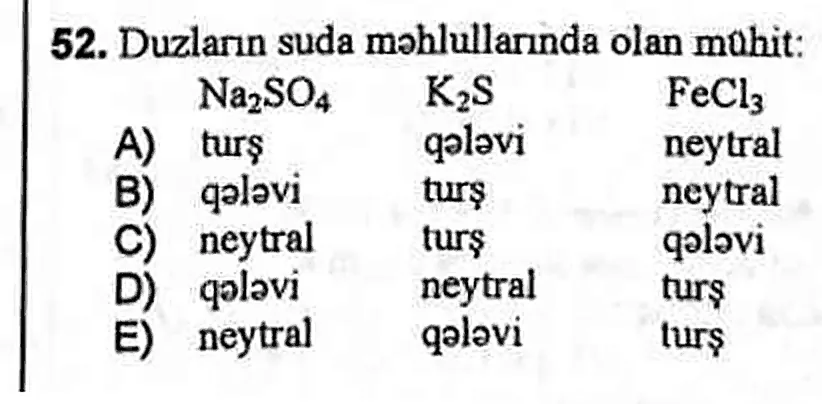 52. Duzların suda məhlullarında olan mühit:
Na₂SO₄ K₂S FeCl₃
A) turş qələvi neytral
B) qələvi turş neytral
C) neytral turş qələvi
D) qələvi neytral turş
E) neytral qələvi turş